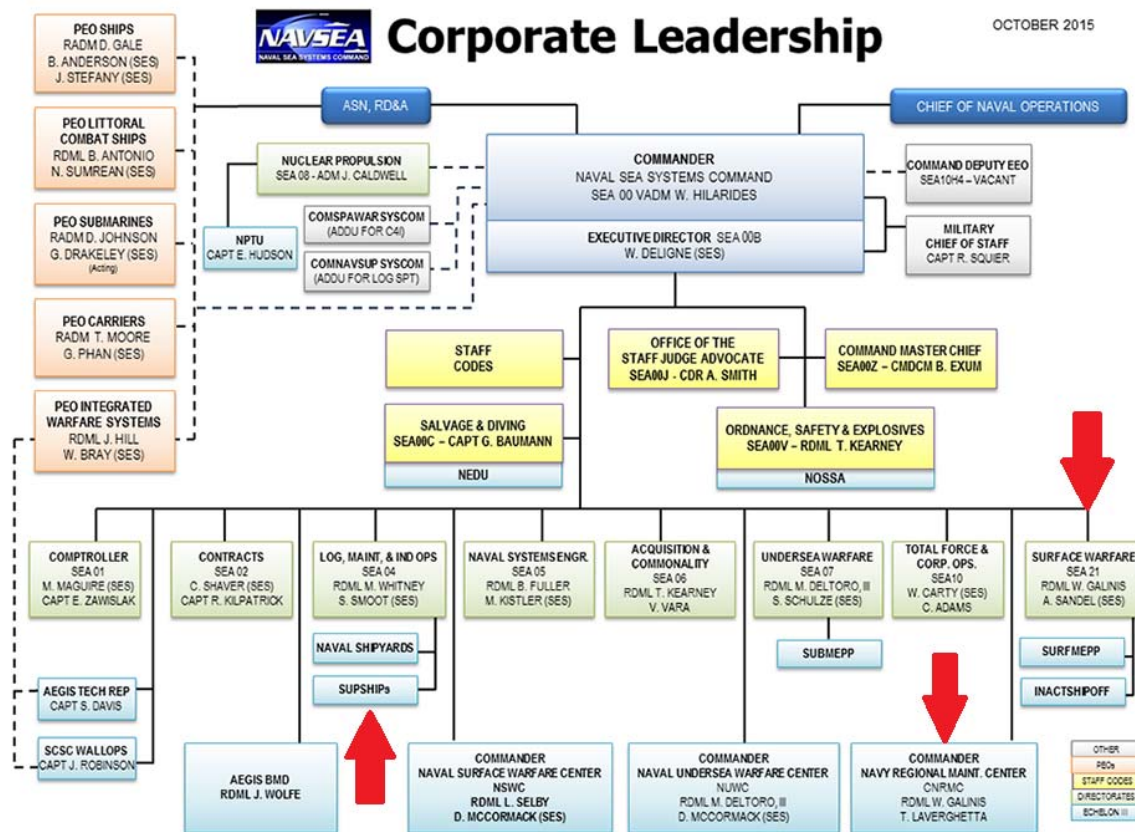 NAVSEA
NAVAL SEA SYSTEMS COMMAND
Corporate Leadership
OCTOBER 2015
PEO SHIPS
RADM D. GALE
B. ANDERSON (SES)
J. STEFANY (SES)
PEO LITTORAL
COMBAT SHIPS
RDML B. ANTONIO
N. SUMREAN (SES)
PEO SUBMARINES
RADM D. JOHNSON
G. DRAKELEY (SES)
(Acting)
PEO CARRIERS
RADM T. MOORE
G. PHAN (SES)
PEO INTEGRATED
WARFARE SYSTEMS
RDML J. HILL
W. BRAY (SES)
ASN, RD&A
CHIEF OF NAVAL OPERATIONS
NUCLEAR PROPULSION
SEA 08 - ADM J. CALDWELL
NPTU
CAPT E. HUDSON
COMSPAWAR SYSCOM
(ADDU FOR C4I)
COMNAVSUP SYSCOM
(ADDU FOR LOG SPT)
COMMANDER
NAVAL SEA SYSTEMS COMMAND
SEA 00 VADM W. HILARIDES
EXECUTIVE DIRECTOR SEA 00B
W. DELIGNE (SES)
COMMAND DEPUTY EEO
SEA10H4 – VACANT
MILITARY
CHIEF OF STAFF
CAPT R. SQUIER
STAFF
CODES
OFFICE OF THE
STAFF JUDGE ADVOCATE
SEA00J - CDR A. SMITH
COMMAND MASTER CHIEF
SEA00Z – CMDCM B. EXUM
SALVAGE & DIVING
SEA00C – CAPT G. BAUMANN
NEDU
ORDNANCE, SAFETY & EXPLOSIVES
SEA00V – RDML T. KEARNEY
NOSSA
COMPTROLLER
SEA 01
M. MAGUIRE (SES)
CAPT E. ZAWISLAK
CONTRACTS
SEA 02
C. SHAVER (SES)
CAPT R. KILPATRICK
LOG, MAINT, & IND OPS
SEA 04
RDML M. WHITNEY
S. SMOOT (SES)
NAVAL SYSTEMS ENGR.
SEA 05
RDML B. FULLER
M. KISTLER (SES)
ACQUISITION &
COMMONALITY
SEA 06
RDML T. KEARNEY
V. VARA
UNDERSEA WARFARE
SEA 07
RDML M. DELTORO, III
S. SCHULZE (SES)
TOTAL FORCE &
CORP. OPS.
SEA10
W. CARTY (SES)
C. ADAMS
SURFACE WARFARE
SEA 21
RDML W. GALINIS
A. SANDEL (SES)
NAVAL SHIPYARDS
SUPSHIPs
SUBMEPP
SURFMEPP
INACTSHIPOFF
AEGIS TECH REP
CAPT S. DAVIS
SCSC WALLOPS
CAPT J. ROBINSON
AEGIS BMD
RDML J. WOLFE
COMMANDER
NAVAL SURFACE WARFARE CENTER
NSWC
RDML L. SELBY
D. MCCORMACK (SES)
COMMANDER
NAVAL UNDERSEA WARFARE CENTER
NUWC
RDML M. DELTORO, III
D. MCCORMACK (SES)
COMMANDER
NAVY REGIONAL MAINT. CENTER
CNRMC
RDML W. GALINIS
T. LAVERGHETTA
OTHER
PEOs
STAFF CODES
DIRECTORATES
ECHELON III